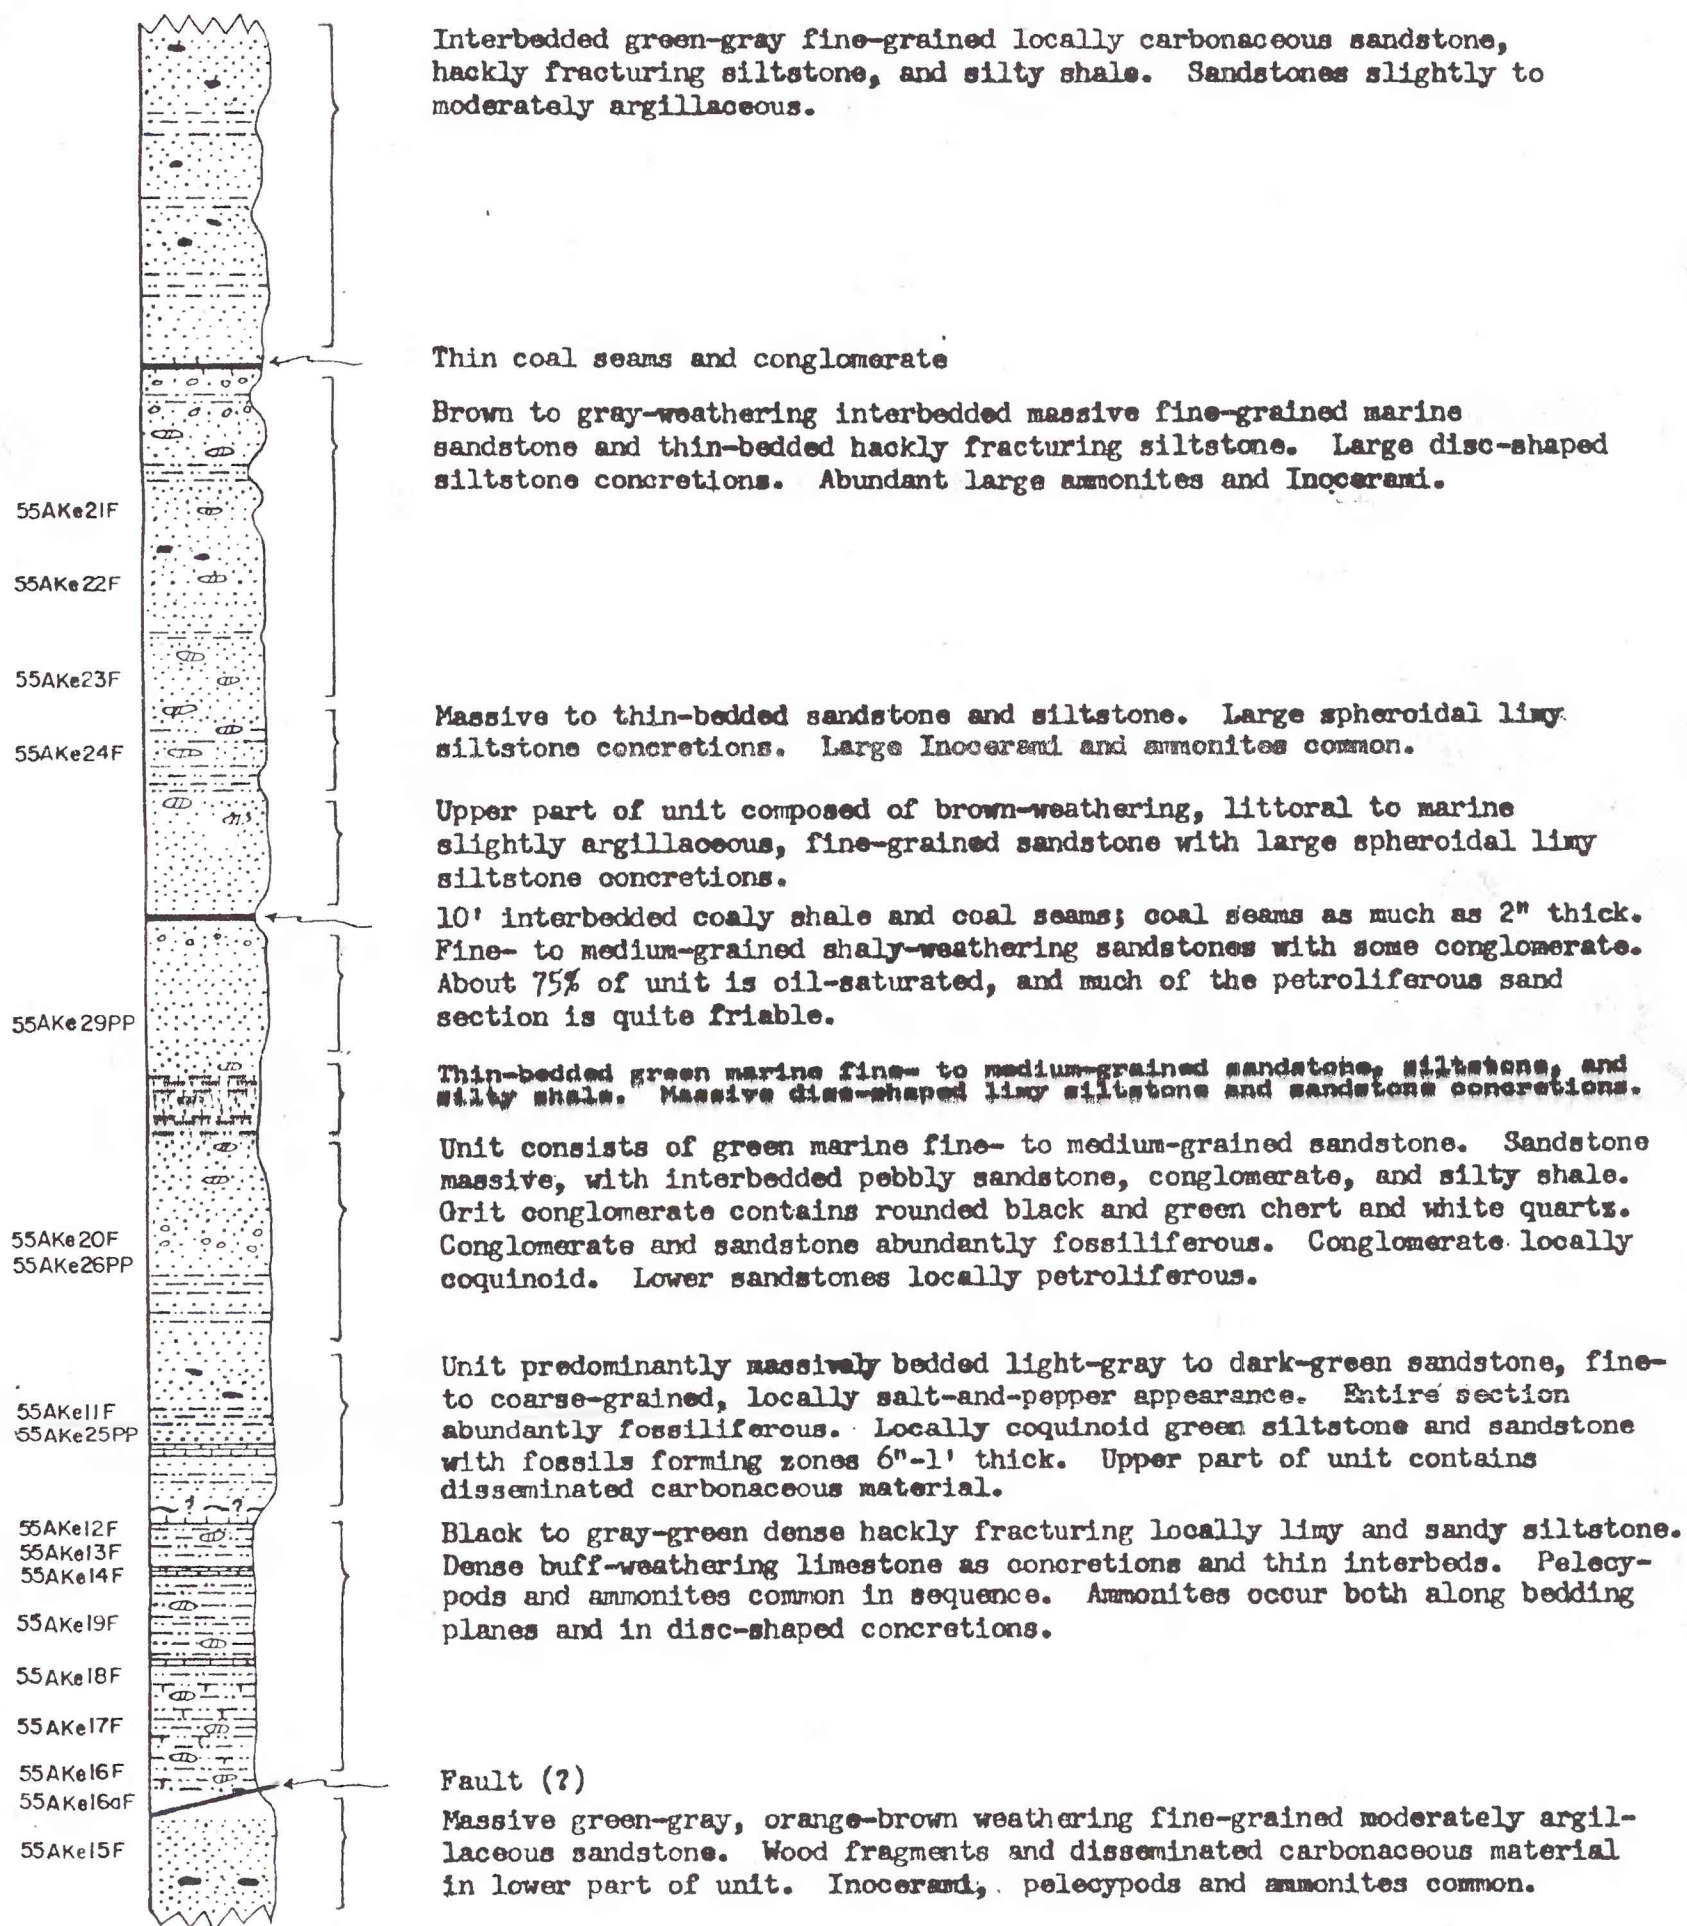 Interbedded green-gray fine-grained locally carbonaceous sandstone,
hackly fracturing siltstone, and silty shale. Sandstones slightly to
moderately argillaceous.
Thin coal seams and conglomerate
Brown to gray-weathering interbedded massive fine-grained marine
sandstone and thin-bedded hackly fracturing siltstone. Large disc-shaped
siltstone concretions. Abundant large ammonites and Inocerami.
55AKe21F
55AKe22F
55AKe23F
Massive to thin-bedded sandstone and siltstone. Large spheroidal limy
siltstone concretions. Large Inocerami and ammonites common.
55AKe24F
Upper part of unit composed of brown-weathering, littoral to marine
slightly argillaceous, fine-grained sandstone with large spheroidal limy
siltstone concretions.
10' interbedded coaly shale and coal seams; coal seams as much as 2" thick.
Fine- to medium-grained shaly-weathering sandstones with some conglomerate.
About 75% of unit is oil-saturated, and much of the petroliferous sand
section is quite friable.
55AKe29PP
Thin-bedded green marine fine- to medium-grained sandstone, siltstone, and
silty shale. Massive disc-shaped limy siltstone and sandstone concretions.
Unit consists of green marine fine- to medium-grained sandstone. Sandstone
massive, with interbedded pebbly sandstone, conglomerate, and silty shale.
Grit conglomerate contains rounded black and green chert and white quartz.
Conglomerate and sandstone abundantly fossiliferous. Conglomerate locally
coquinoid. Lower sandstones locally petroliferous.
55AKe20F
55AKe26PP
Unit predominantly massively bedded light-gray to dark-green sandstone, fine-
to coarse-grained, locally salt-and-pepper appearance. Entire section
abundantly fossiliferous. Locally coquinoid green siltstone and sandstone
with fossils forming zones 6"-1' thick. Upper part of unit contains
disseminated carbonaceous material.
55AKe11F
55AKe25PP
? ?
55AKe12F
55AKe13F
55AKe14F
55AKe19F
55AKe18F
55AKe17F
55AKe16F
55AKe16aF
55AKe15F
Black to gray-green dense hackly fracturing locally limy and sandy siltstone.
Dense buff-weathering limestone as concretions and thin interbeds. Pelecy-
pods and ammonites common in sequence. Ammonites occur both along bedding
planes and in disc-shaped concretions.
Fault (?)
Massive green-gray, orange-brown weathering fine-grained moderately argil-
laceous sandstone. Wood fragments and disseminated carbonaceous material
in lower part of unit. Inocerami, pelecypods and ammonites common.